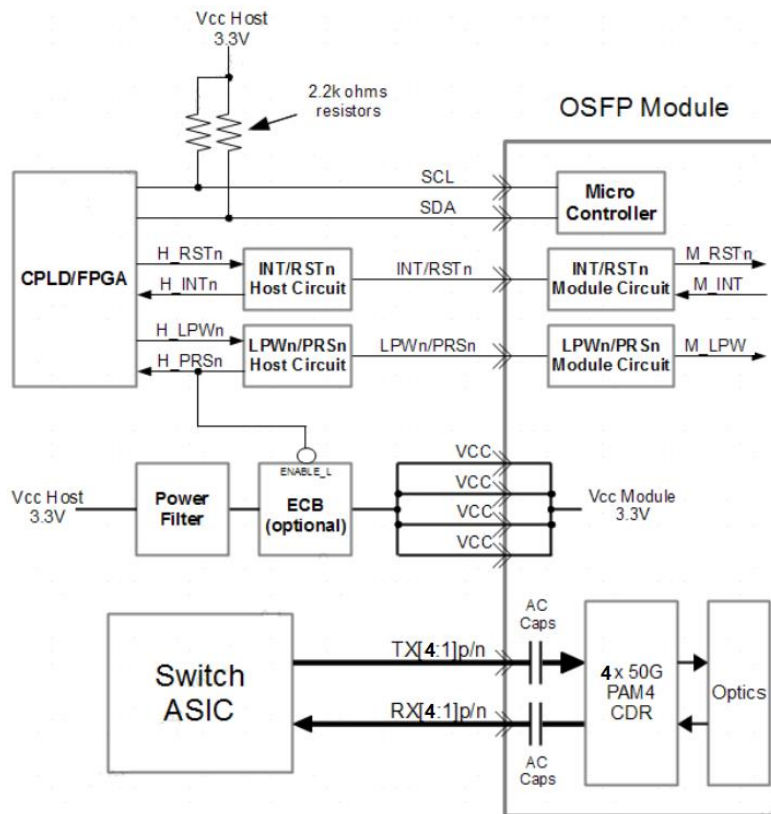 Vcc Host
3.3V
2.2k ohms
resistors
OSFP Module
SCL
SDA
Micro
Controller
CPLD/FPGA
H_RSTn
H_INTn
INT/RSTn
Host Circuit
INT/RSTn
INT/RSTn
Module Circuit
M_RSTn
M_INT
H_LPWn
H_PRSn
LPWn/PRSn
Host Circuit
LPWn/PRSn
LPWn/PRSn
Module Circuit
M_LPW
ENABLE_L
Vcc Host
3.3V
Power
Filter
ECB
(optional)
VCC
VCC
VCC
VCC
Vcc Module
3.3V
Switch
ASIC
TX[4:1]p/n
RX[4:1]p/n
AC
Caps
AC
Caps
4x 50G
PAM4
CDR
Optics